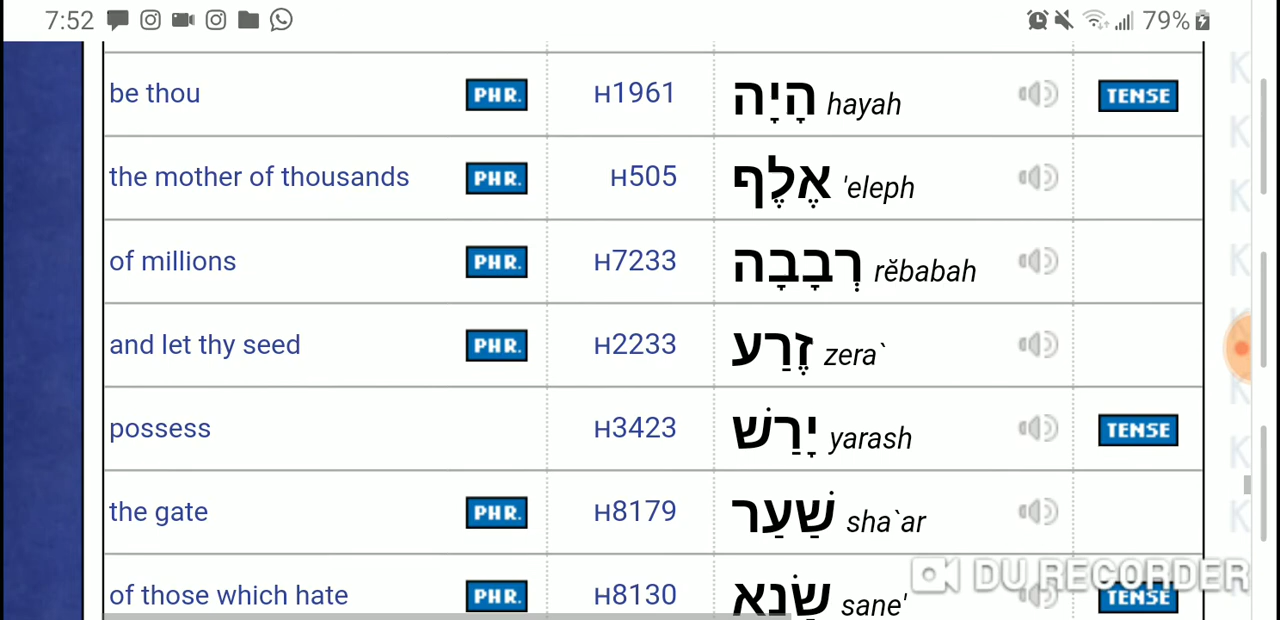 7:52 79%
be thou PHR. H1961 הָיָה hayah TENSE
the mother of thousands PHR. H505 אֶלֶף 'eleph
of millions PHR. H7233 רְבָבָה rĕbabah
and let thy seed PHR. H2233 זֶרַע zera`
possess H3423 יָרַשׁ yarash TENSE
the gate PHR. H8179 שַׁעַר sha`ar
of those which hate PHR. H8130 שָׂנֵא sane' TENSE
DU RECORDER